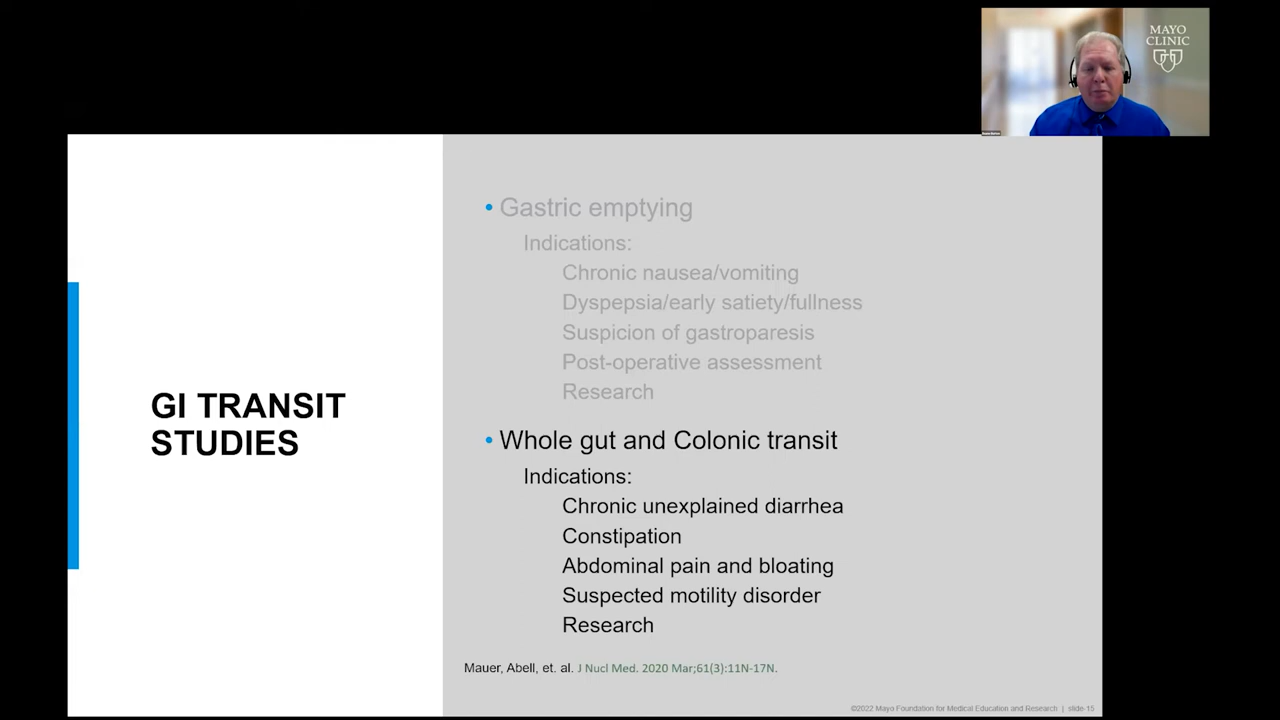 MAYO
CLINIC
GI TRANSIT
STUDIES
• Gastric emptying
Indications:
Chronic nausea/vomiting
Dyspepsia/early satiety/fullness
Suspicion of gastroparesis
Post-operative assessment
Research
• Whole gut and Colonic transit
Indications:
Chronic unexplained diarrhea
Constipation
Abdominal pain and bloating
Suspected motility disorder
Research
Mauer, Abell, et. al. J Nucl Med. 2020 Mar;61(3):11N-17N.
©2022 Mayo Foundation for Medical Education and Research | slide-15